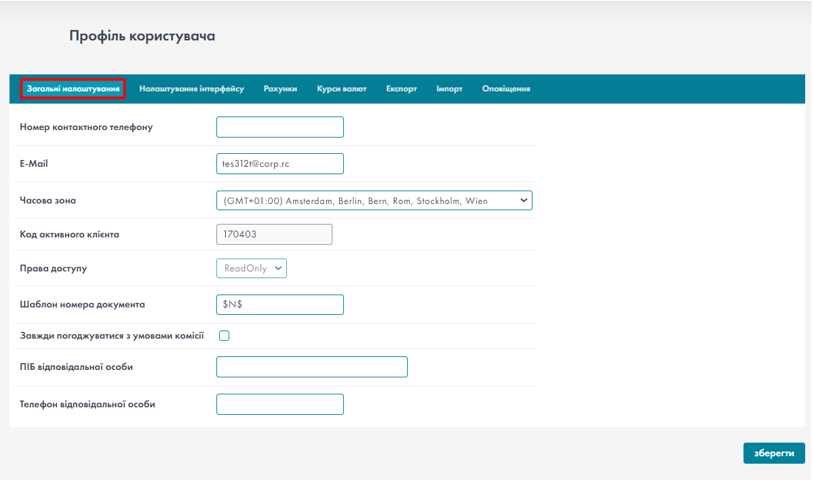 Профіль користувача
Загальні налаштування Налаштування інтерфейсу Рахунки Курси валют Експорт Імпорт Оповіщення
Номер контактного телефону
E-Mail tes312t@corp.rc
Часова зона (GMT+01:00) Amsterdam, Berlin, Bern, Rom, Stockholm, Wien
Код активного клієнта 170403
Права доступу ReadOnly
Шаблон номера документа $N$
Завжди погоджуватися з умовами комісії
ПІБ відповідальної особи
Телефон відповідальної особи
зберегти